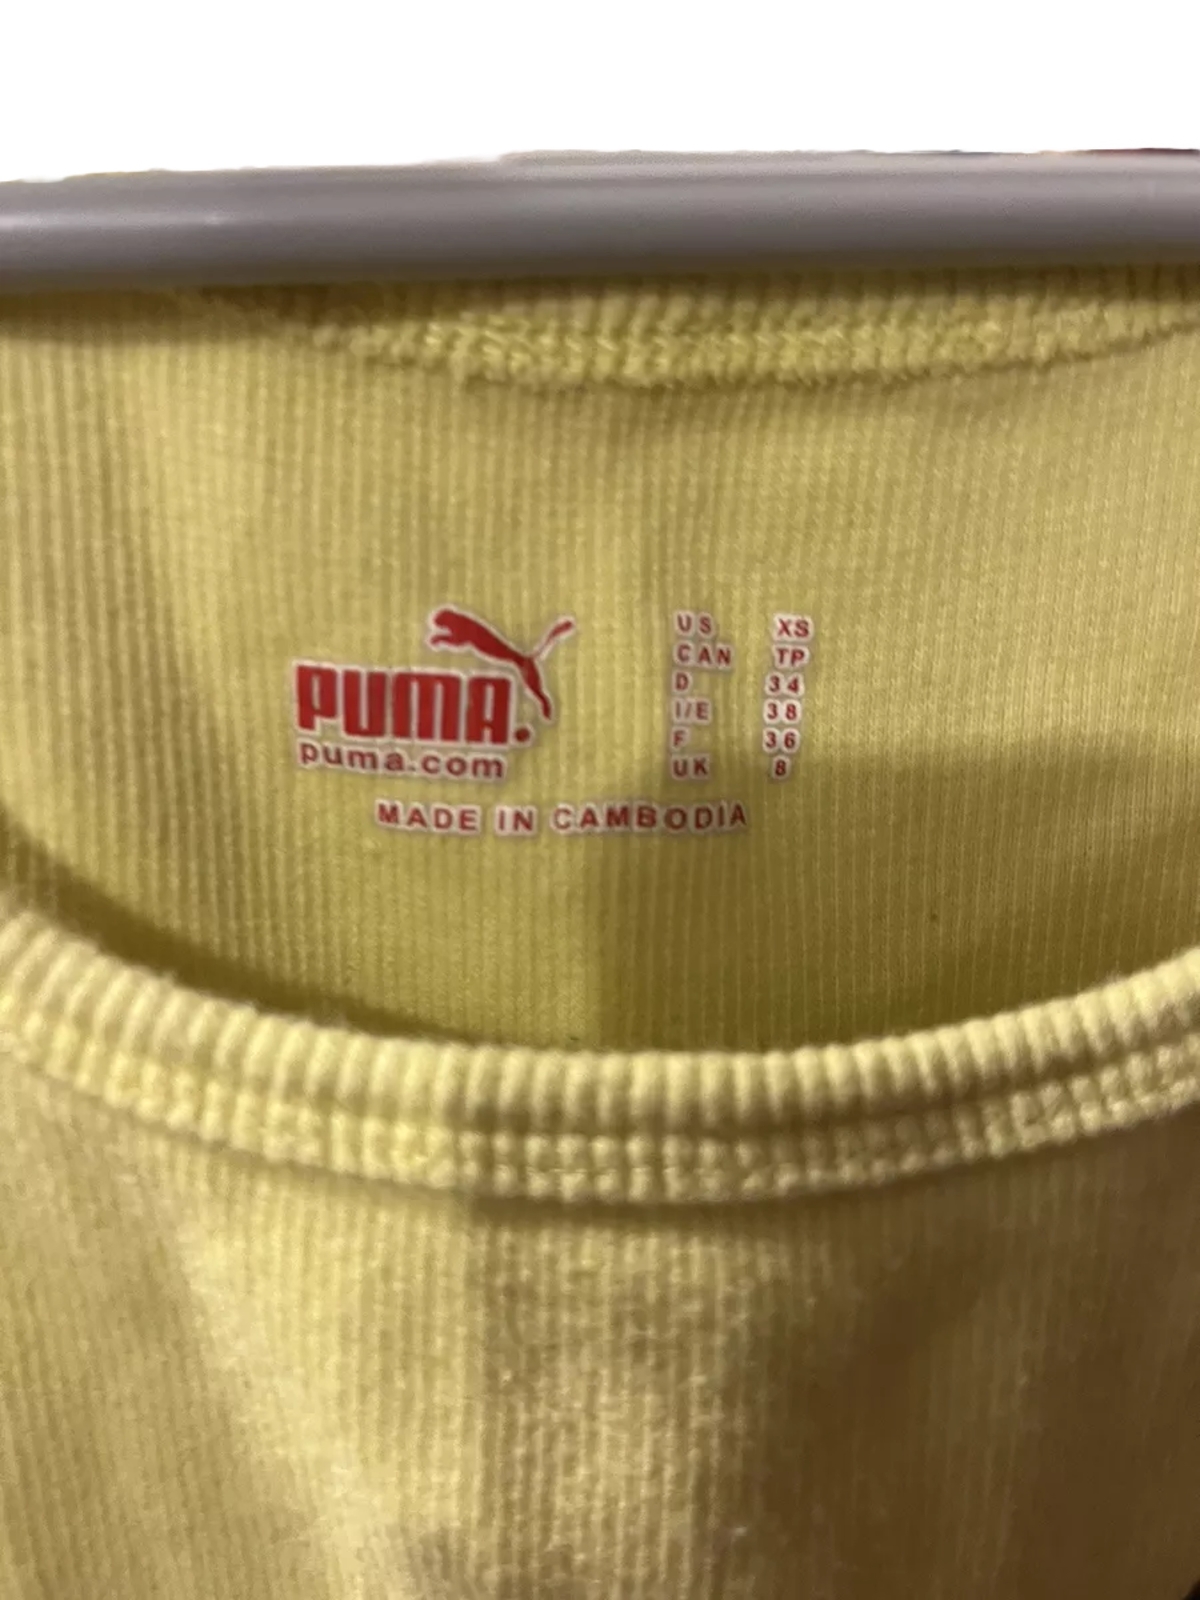 PUMA.
puma.com
US XS
CAN TP
D 34
I/E 38
F 36
UK 8
MADE IN CAMBODIA